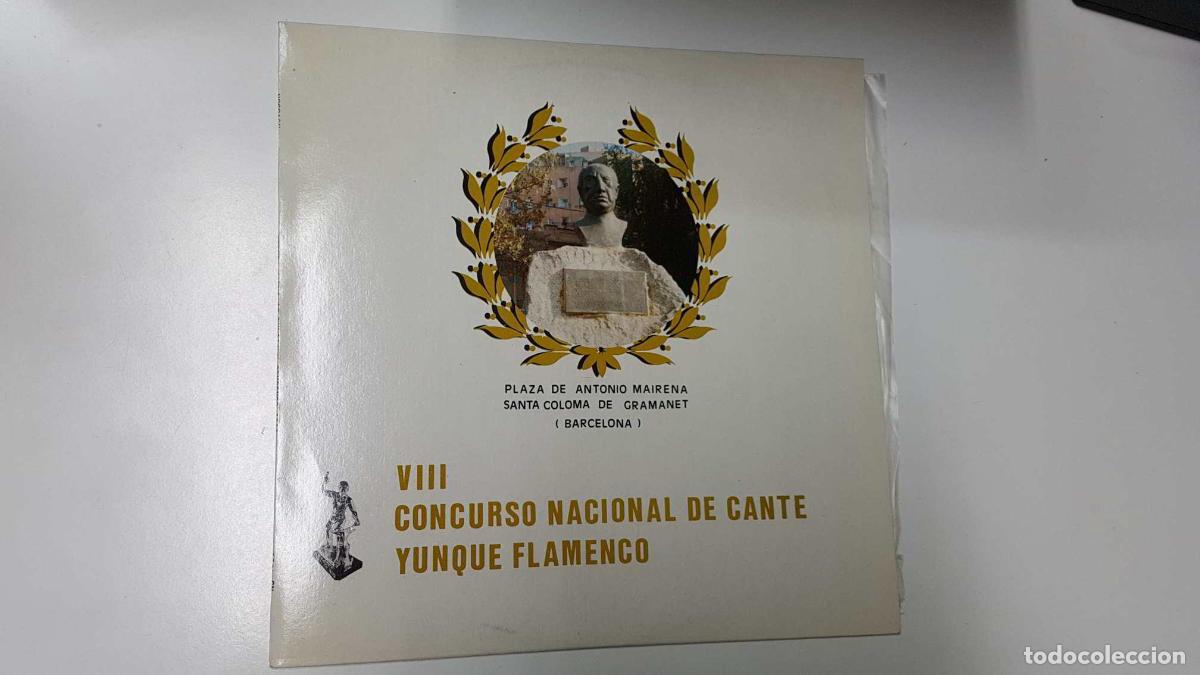 PLAZA DE ANTONIO MAIRENA
SANTA COLOMA DE GRAMANET
( BARCELONA )
VIII
CONCURSO NACIONAL DE CANTE
YUNQUE FLAMENCO
todocoleccion